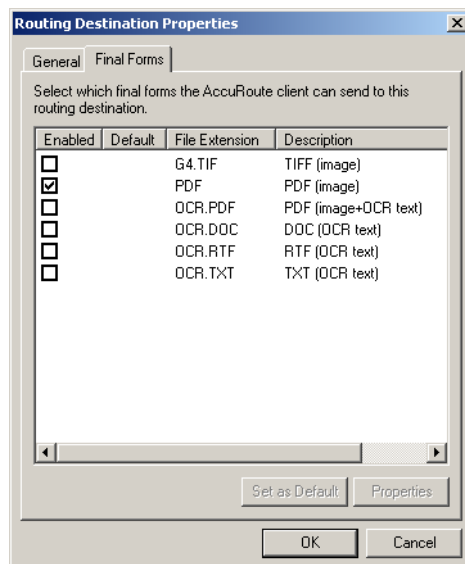 Routing Destination Properties
General Final Forms
Select which final forms the AccuRoute client can send to this
routing destination.
Enabled Default File Extension Description
G4.TIF TIFF (image)
PDF PDF (image)
OCR.PDF PDF (image+OCR text)
OCR.DOC DOC (OCR text)
OCR.RTF RTF (OCR text)
OCR.TXT TXT (OCR text)
Set as Default Properties
OK Cancel